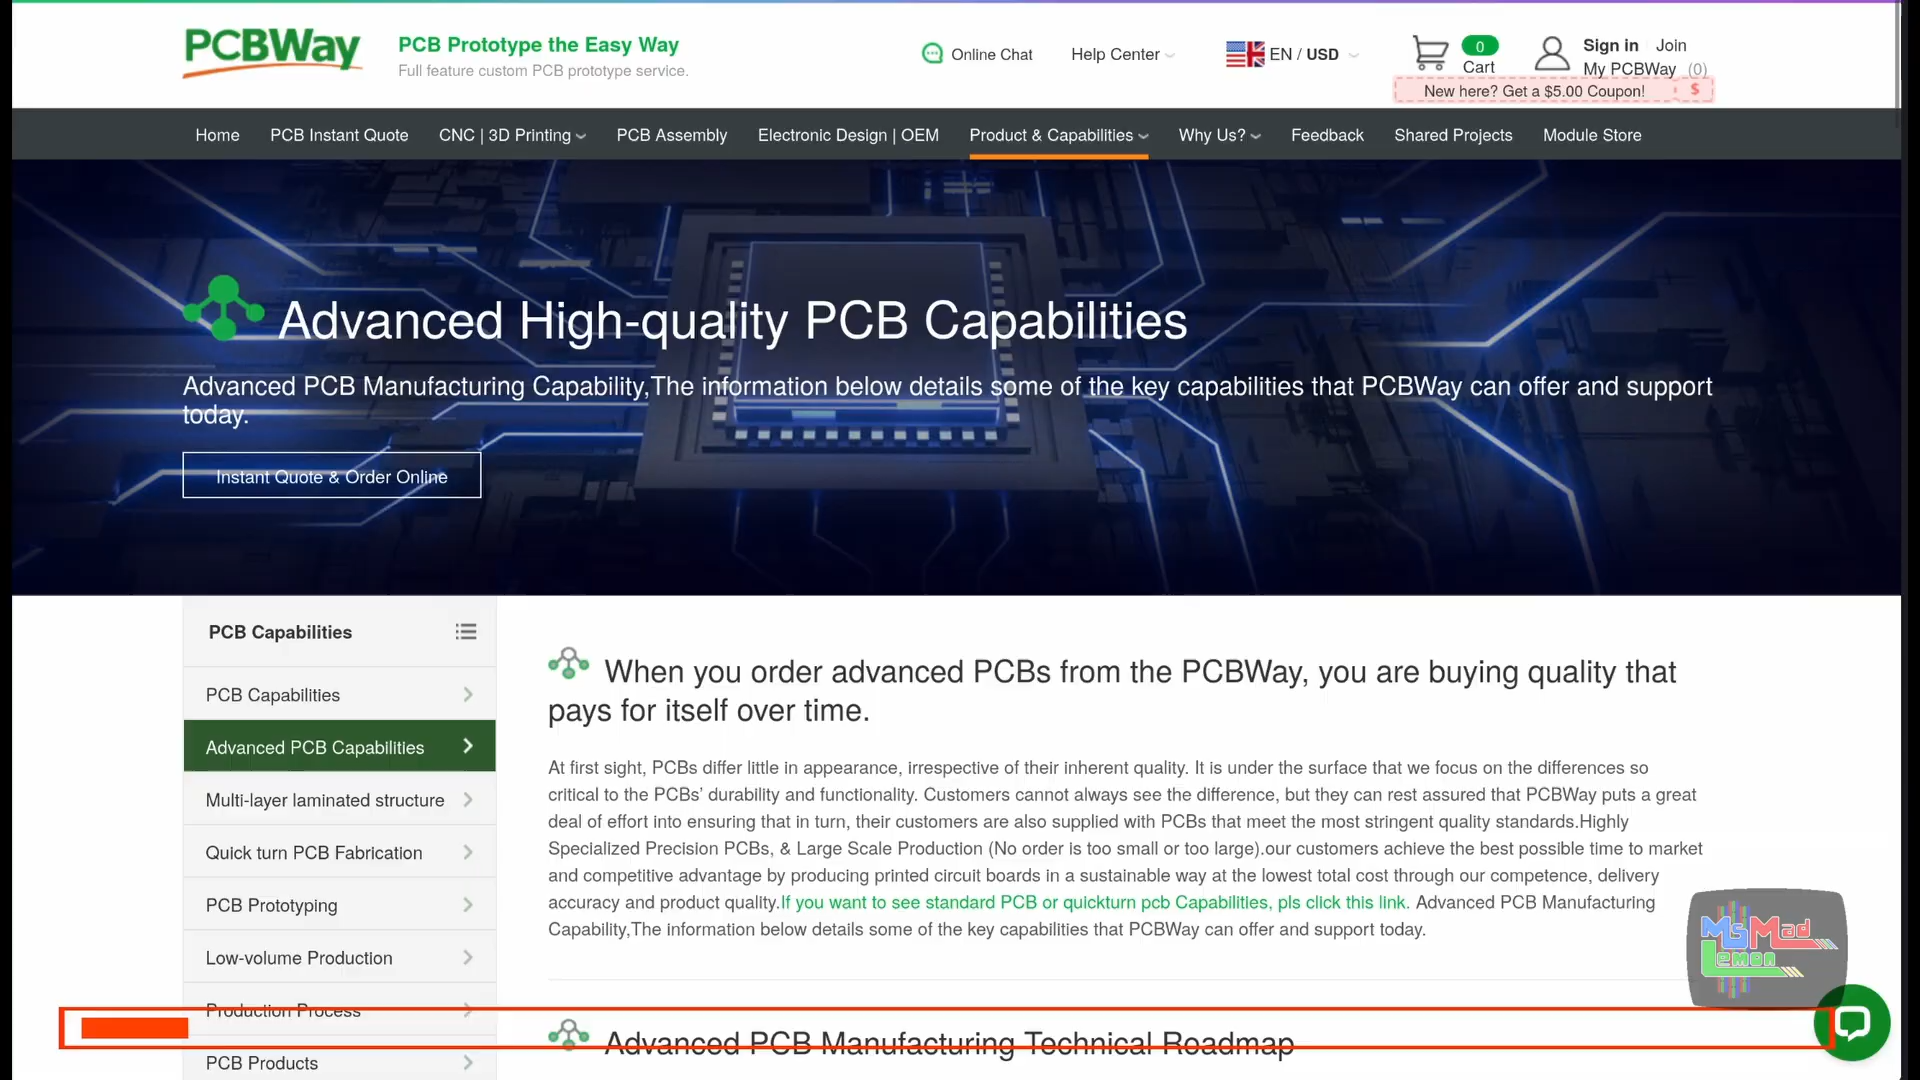 PCBWay
PCB Prototype the Easy Way
Full feature custom PCB prototype service.
Online Chat
Help Center
EN / USD
0
Cart
Sign in Join
My PCBWay (0)
New here? Get a $5.00 Coupon! $
Home PCB Instant Quote CNC | 3D Printing PCB Assembly Electronic Design | OEM Product & Capabilities Why Us? Feedback Shared Projects Module Store
Advanced High-quality PCB Capabilities
Advanced PCB Manufacturing Capability,The information below details some of the key capabilities that PCBWay can offer and support
today.
Instant Quote & Order Online
PCB Capabilities
PCB Capabilities
Advanced PCB Capabilities
Multi-layer laminated structure
Quick turn PCB Fabrication
PCB Prototyping
Low-volume Production
Production Process
PCB Products
When you order advanced PCBs from the PCBWay, you are buying quality that
pays for itself over time.
At first sight, PCBs differ little in appearance, irrespective of their inherent quality. It is under the surface that we focus on the differences so
critical to the PCBs’ durability and functionality. Customers cannot always see the difference, but they can rest assured that PCBWay puts a great
deal of effort into ensuring that in turn, their customers are also supplied with PCBs that meet the most stringent quality standards.Highly
Specialized Precision PCBs, & Large Scale Production (No order is too small or too large).our customers achieve the best possible time to market
and competitive advantage by producing printed circuit boards in a sustainable way at the lowest total cost through our competence, delivery
accuracy and product quality.If you want to see standard PCB or quickturn pcb Capabilities, pls click this link. Advanced PCB Manufacturing
Capability,The information below details some of the key capabilities that PCBWay can offer and support today.
Advanced PCB Manufacturing Technical Roadmap
MsMad
Lemon